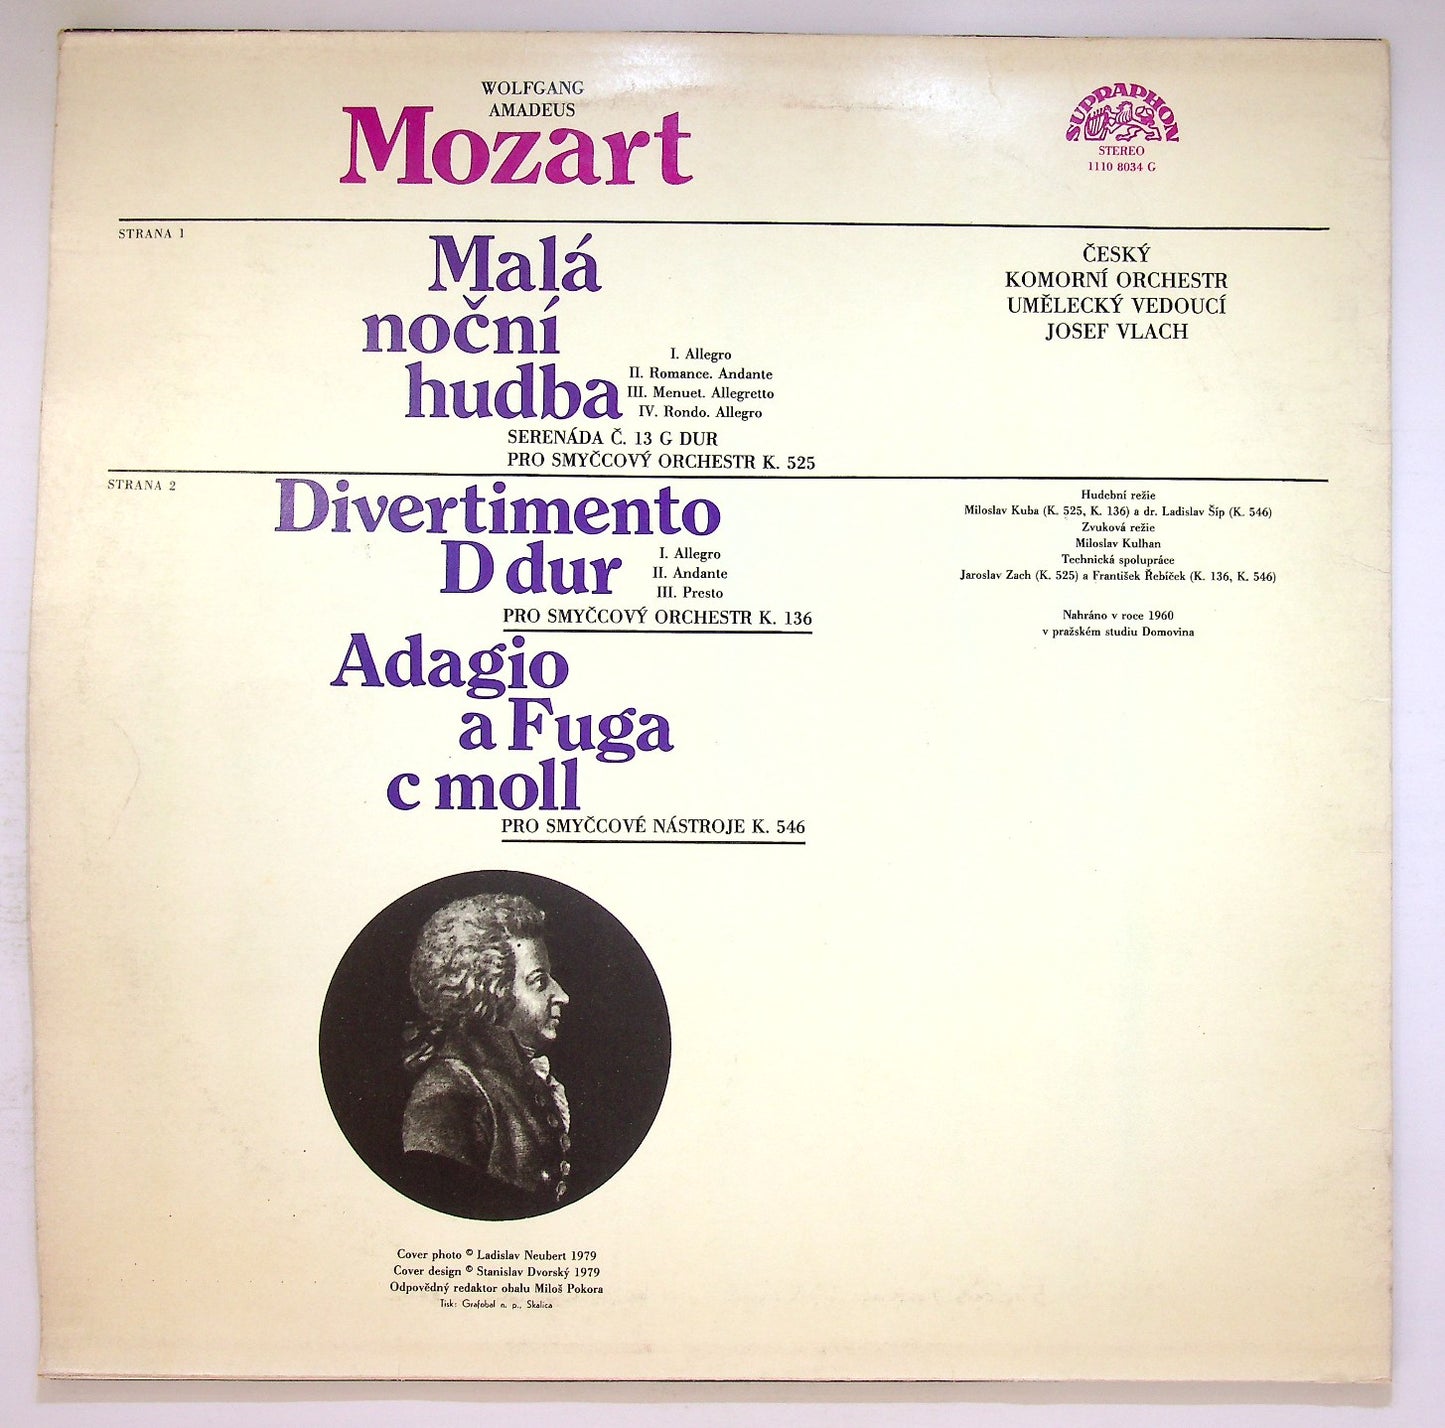 WOLFGANG
AMADEUS
Mozart
SUPRAPHON
STEREO
1110 8034 G
STRANA 1
Malá
noční
hudba
I. Allegro
II. Romance. Andante
III. Menuet. Allegretto
IV. Rondo. Allegro
SERENÁDA Č. 13 G DUR
PRO SMYČCOVÝ ORCHESTR K. 525
ČESKÝ
KOMORNÍ ORCHESTR
UMĚLECKÝ VEDOUCÍ
JOSEF VLACH
STRANA 2
Divertimento
D dur
I. Allegro
II. Andante
III. Presto
PRO SMYČCOVÝ ORCHESTR K. 136
Adagio
a Fuga
c moll
PRO SMYČCOVÉ NÁSTROJE K. 546
Hudební režie
Miloslav Kuba (K. 525, K. 136) a dr. Ladislav Šíp (K. 546)
Zvuková režie
Miloslav Kulhan
Technická spolupráce
Jaroslav Zach (K. 525) a František Řebíček (K. 136, K. 546)
Nahráno v roce 1960
v pražském studiu Domovina
Cover photo © Ladislav Neubert 1979
Cover design © Stanislav Dvorský 1979
Odpovědný redaktor obalu Miloš Pokora
Tisk: Grafobal n. p., Skalica